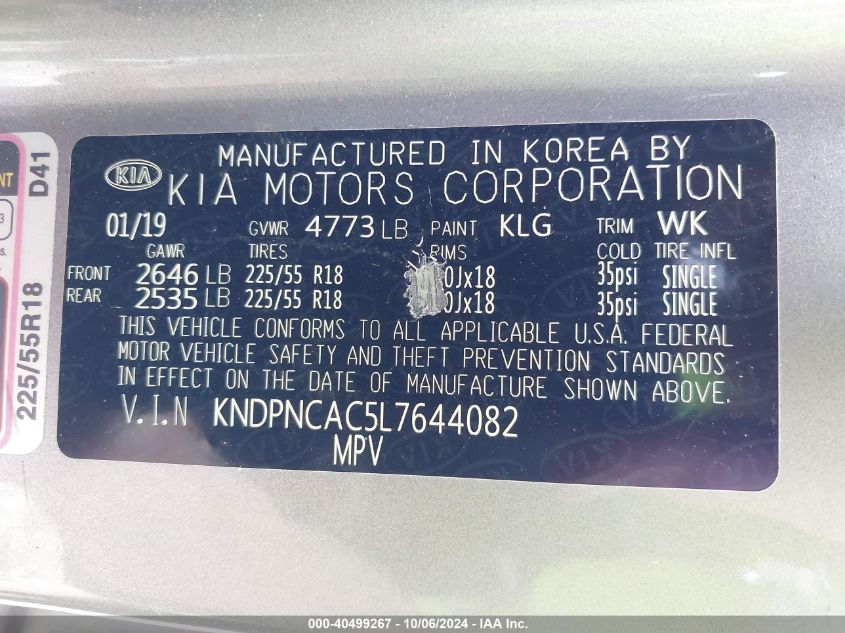 MANUFACTURED IN KOREA BY
KIA KIA MOTORS CORPORATION
01/19 GVWR 4773 LB PAINT KLG TRIM WK
GAWR TIRES RIMS COLD TIRE INFL
FRONT 2646 LB 225/55 R18 0Jx18 35psi SINGLE
REAR 2535 LB 225/55 R18 0Jx18 35psi SINGLE
THIS VEHICLE CONFORMS TO ALL APPLICABLE U.S.A. FEDERAL
MOTOR VEHICLE SAFETY AND THEFT PREVENTION STANDARDS
IN EFFECT ON THE DATE OF MANUFACTURE SHOWN ABOVE.
V.I.N KNDPNCAC5L7644082
MPV
225/55R18 D41
000-40499267 - 10/06/2024 - IAA Inc.